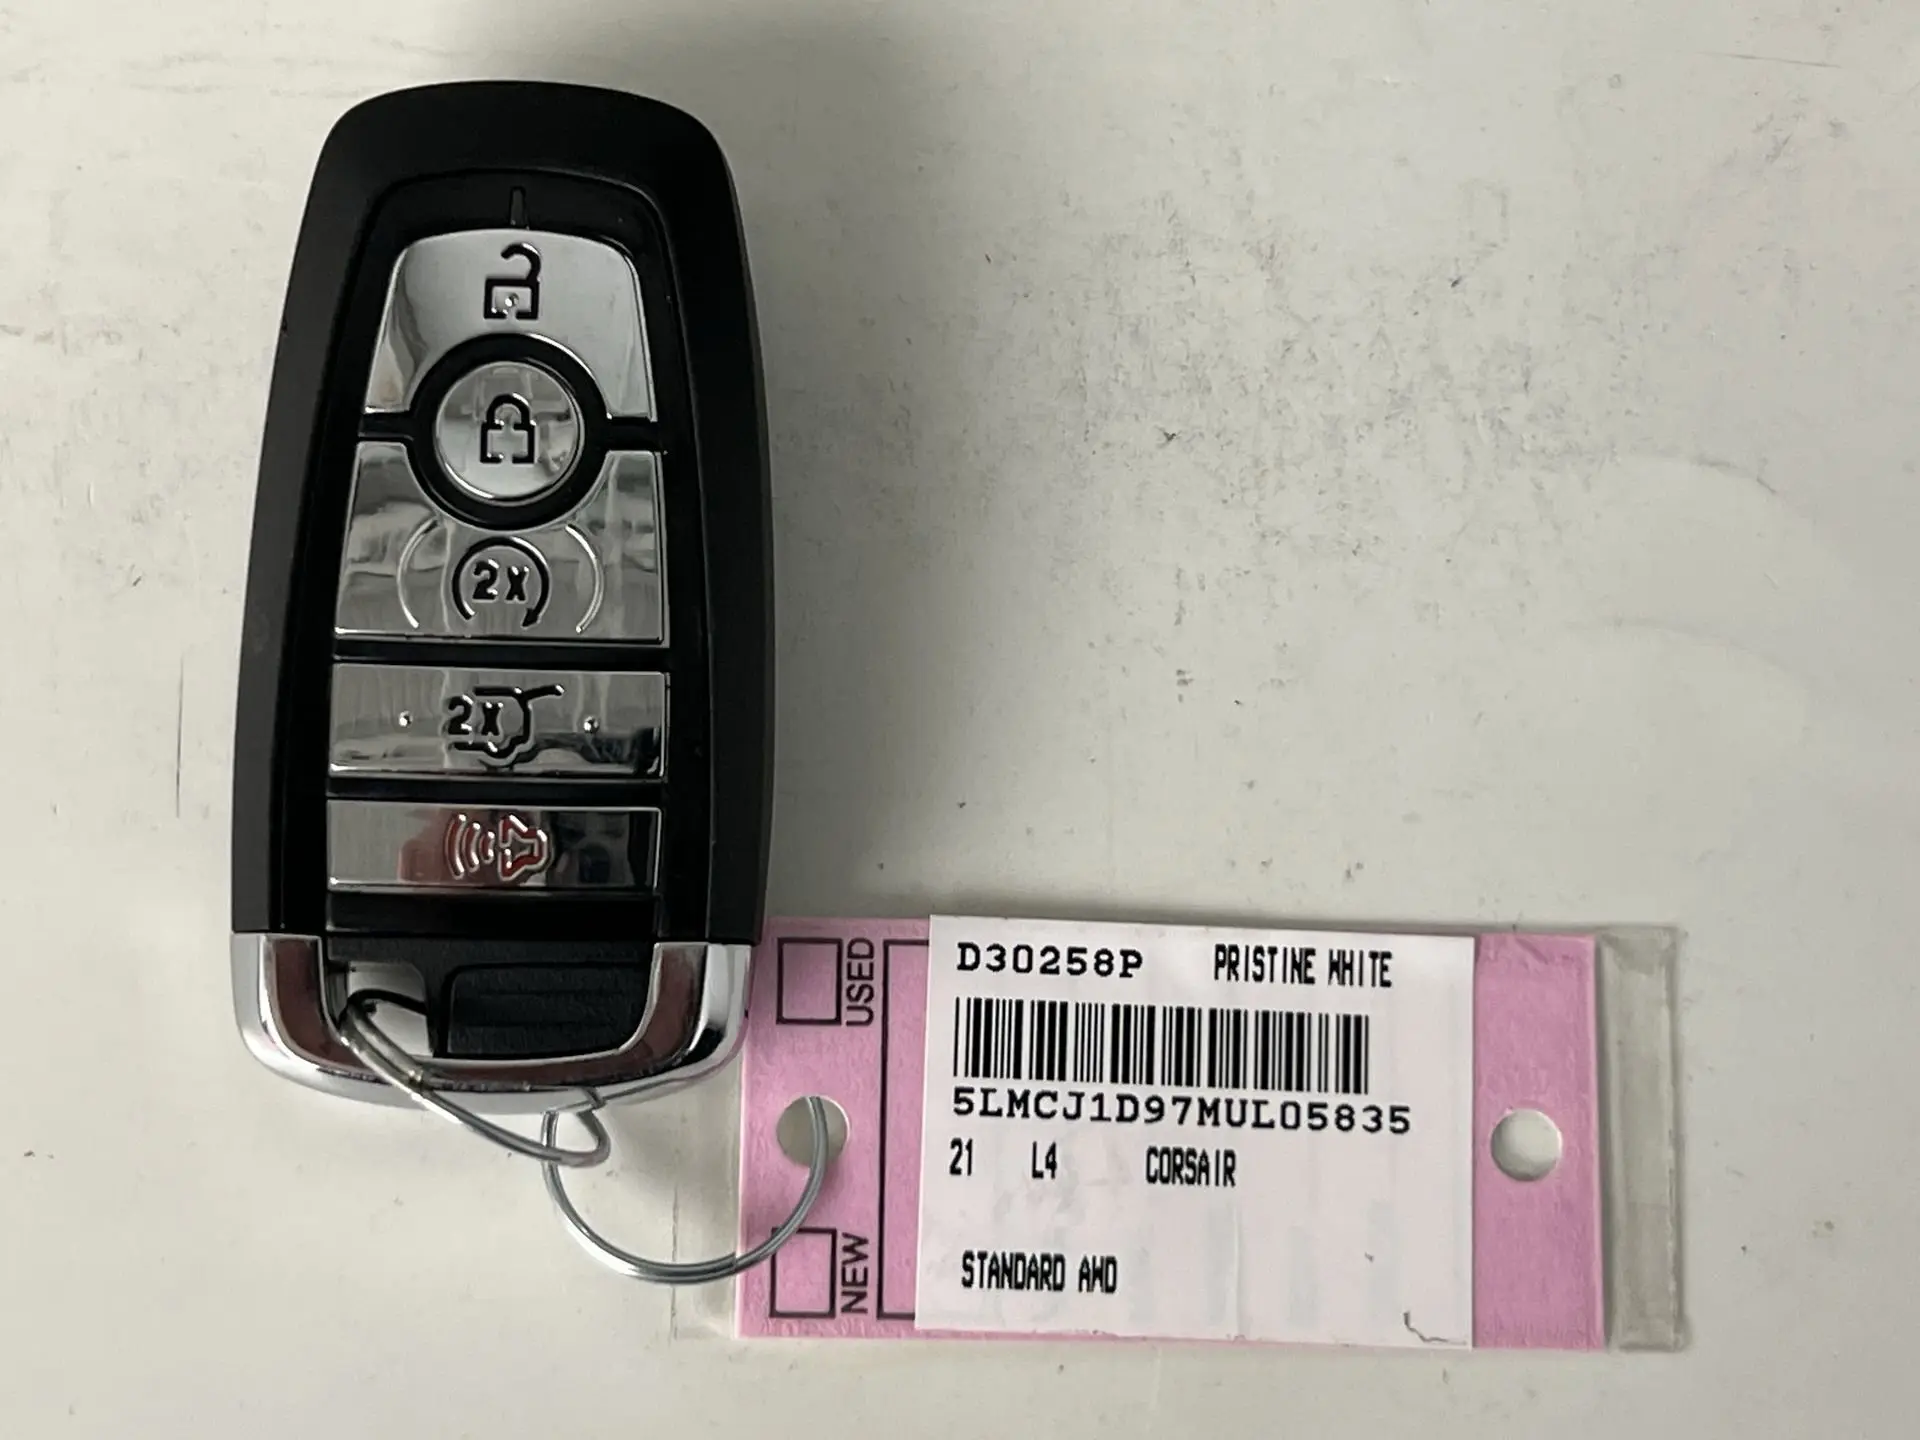 2X
2X
USED
NEW
D30258P PRISTINE WHITE
5LMCJ1D97MUL05835
21 L4 CORSAIR
STANDARD AWD